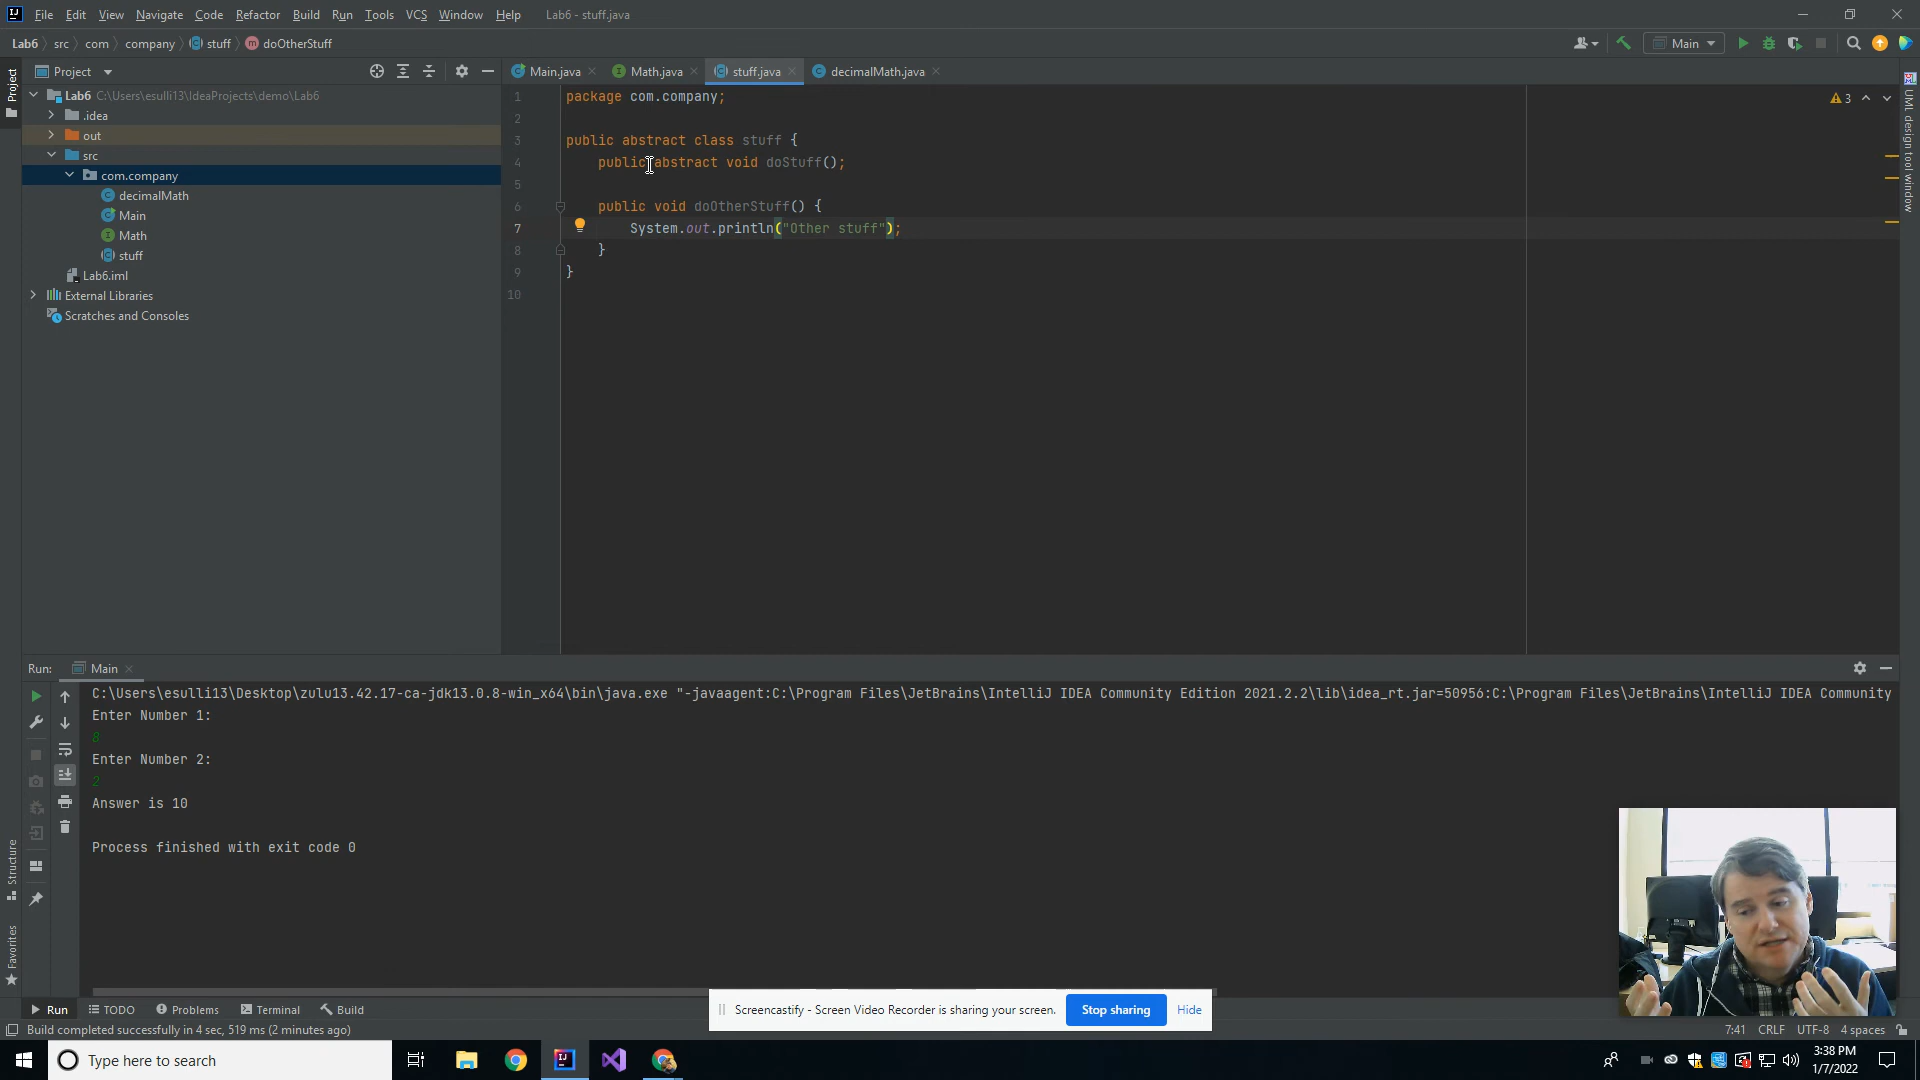 File Edit View Navigate Code Refactor Build Run Tools VCS Window Help Lab6 - stuff.java
Lab6 src com company stuff doOtherStuff
Main
Project
Main.java Math.java stuff.java decimalMath.java
Project
Lab6 C:\Users\esulli13\IdeaProjects\demo\Lab6
.idea
out
src
com.company
decimalMath
Main
Math
stuff
Lab6.iml
External Libraries
Scratches and Consoles
1 package com.company;
2
3 public abstract class stuff {
4 public abstract void doStuff();
5
6 public void doOtherStuff() {
7 System.out.println("Other stuff");
8 }
9 }
10
3
UML design tool window
Run: Main
C:\Users\esulli13\Desktop\zulu13.42.17-ca-jdk13.0.8-win_x64\bin\java.exe "-javaagent:C:\Program Files\JetBrains\IntelliJ IDEA Community Edition 2021.2.2\lib\idea_rt.jar=50956:C:\Program Files\JetBrains\IntelliJ IDEA Community
Enter Number 1:
8
Enter Number 2:
2
Answer is 10
Process finished with exit code 0
Structure
Favorites
Run TODO Problems Terminal Build
Screencastify - Screen Video Recorder is sharing your screen. Stop sharing Hide
Build completed successfully in 4 sec, 519 ms (2 minutes ago)
7:41 CRLF UTF-8 4 spaces
Type here to search
3:38 PM
1/7/2022